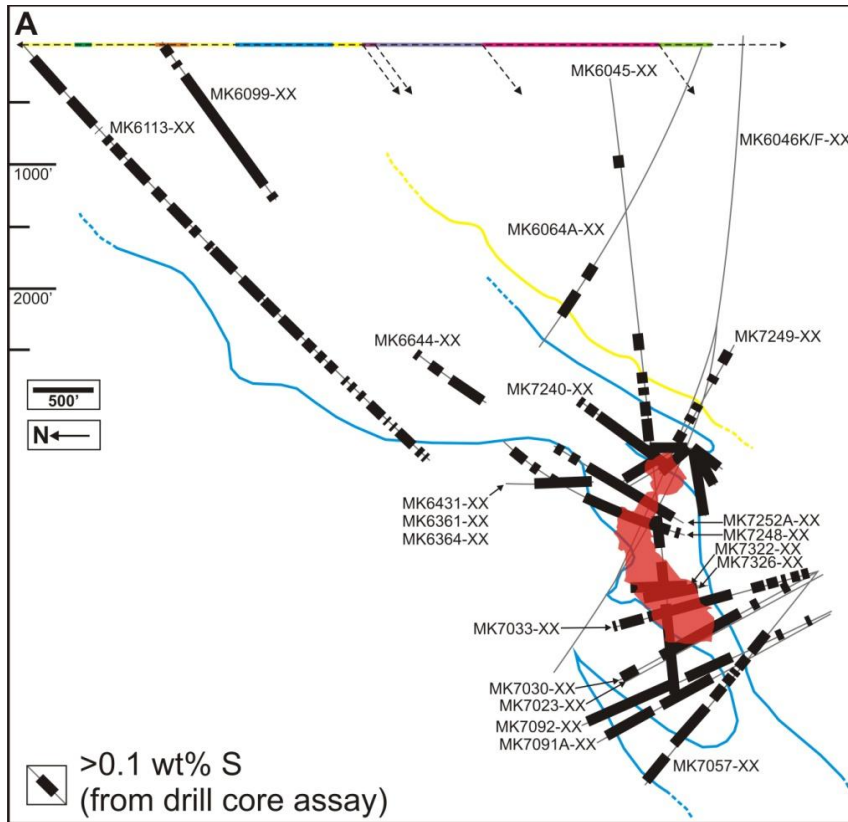 A
MK6045-XX
MK6099-XX
MK6113-XX
MK6046K/F-XX
1000'
MK6064A-XX
2000'
MK7249-XX
MK6644-XX
MK7240-XX
500'
N
MK6431-XX
MK6361-XX
MK6364-XX
MK7252A-XX
MK7248-XX
MK7322-XX
MK7326-XX
MK7033-XX
MK7030-XX
MK7023-XX
MK7092-XX
MK7091A-XX
MK7057-XX
>0.1 wt% S
(from drill core assay)